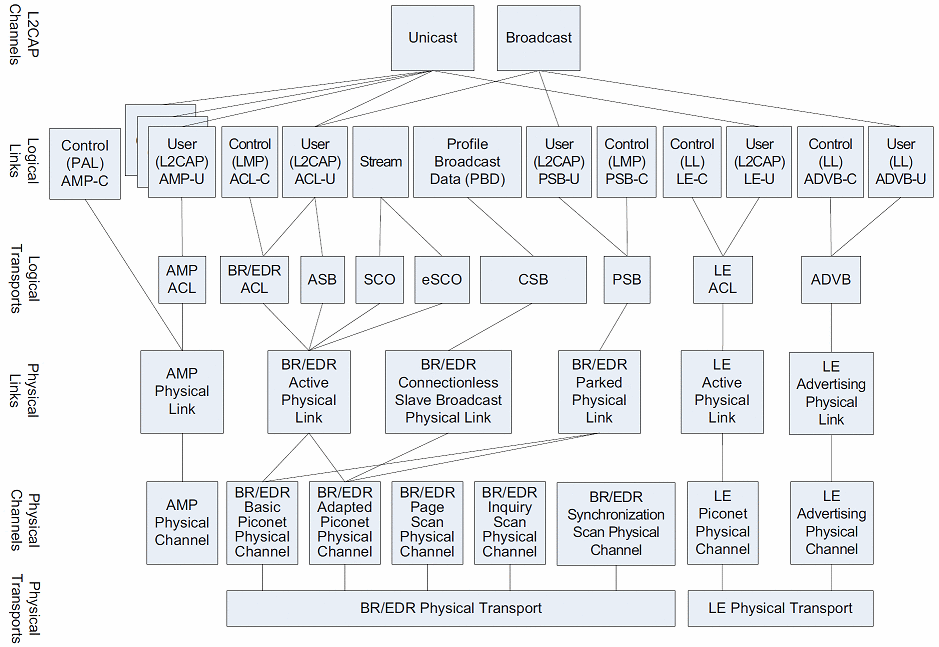 L2CAP
Channels
Unicast
Broadcast
Logical
Links
Control
(PAL)
AMP-C
User
(L2CAP)
AMP-U
Control
(LMP)
ACL-C
User
(L2CAP)
ACL-U
Stream
Profile
Broadcast
Data (PBD)
User
(L2CAP)
PSB-U
Control
(LMP)
PSB-C
Control
(LL)
LE-C
User
(L2CAP)
LE-U
Control
(LL)
ADVB-C
User
(LL)
ADVB-U
Logical
Transports
AMP
ACL
BR/EDR
ACL
ASB
SCO
eSCO
CSB
PSB
LE
ACL
ADVB
Physical
Links
AMP
Physical
Link
BR/EDR
Active
Physical
Link
BR/EDR
Connectionless
Slave Broadcast
Physical Link
BR/EDR
Parked
Physical
Link
LE
Active
Physical
Link
LE
Advertising
Physical
Link
Physical
Channels
AMP
Physical
Channel
BR/EDR
Basic
Piconet
Physical
Channel
BR/EDR
Adapted
Piconet
Physical
Channel
BR/EDR
Page
Scan
Physical
Channel
BR/EDR
Inquiry
Scan
Physical
Channel
BR/EDR
Synchronization
Scan Physical
Channel
LE
Piconet
Physical
Channel
LE
Advertising
Physical
Channel
Physical
Transports
BR/EDR Physical Transport
LE Physical Transport